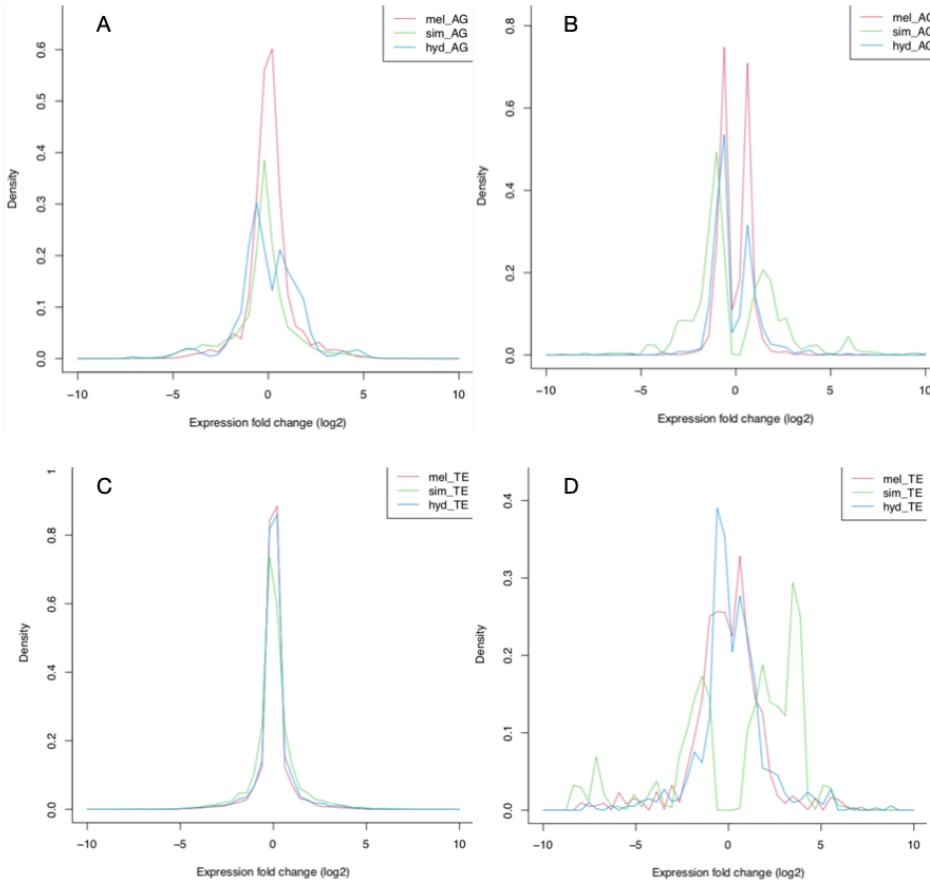 A
mel_AG
sim_AG
hyd_AG
Density
0.0
0.1
0.2
0.3
0.4
0.5
0.6
−10
−5
0
5
10
Expression fold change (log2)
B
mel_AG
sim_AG
hyd_AG
Density
0.0
0.2
0.4
0.6
0.8
−10
−5
0
5
10
Expression fold change (log2)
C
mel_TE
sim_TE
hyd_TE
Density
0.0
0.2
0.4
0.6
0.8
1
−10
−5
0
5
10
Expression fold change (log2)
D
mel_TE
sim_TE
hyd_TE
Density
0.0
0.1
0.2
0.3
0.4
−10
−5
0
5
10
Expression fold change (log2)